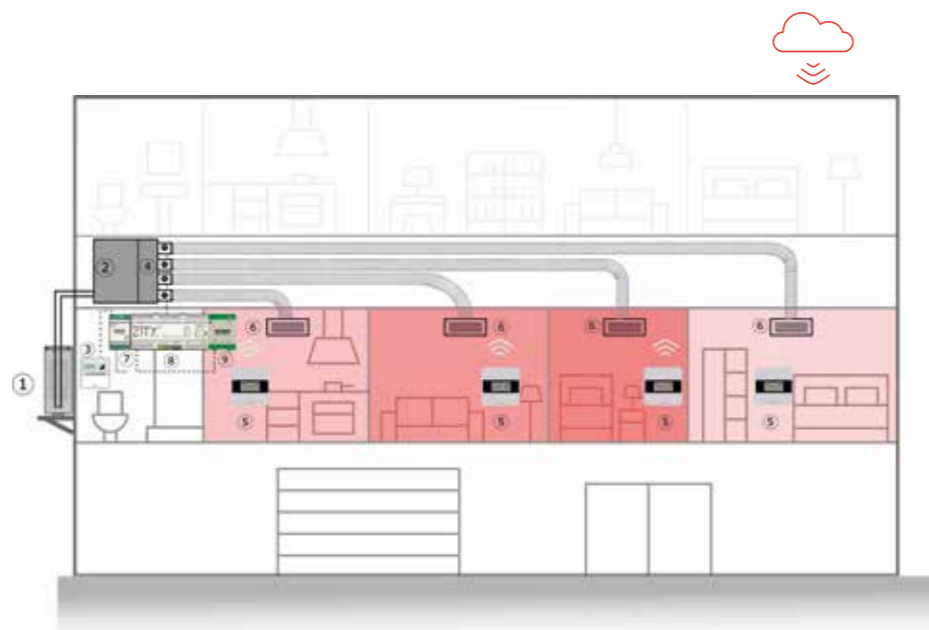 ② ④
① ③
ZITY
⑦ ⑧ ⑨
⑥ ⑥ ⑥ ⑥
⑤ ⑤ ⑤ ⑤